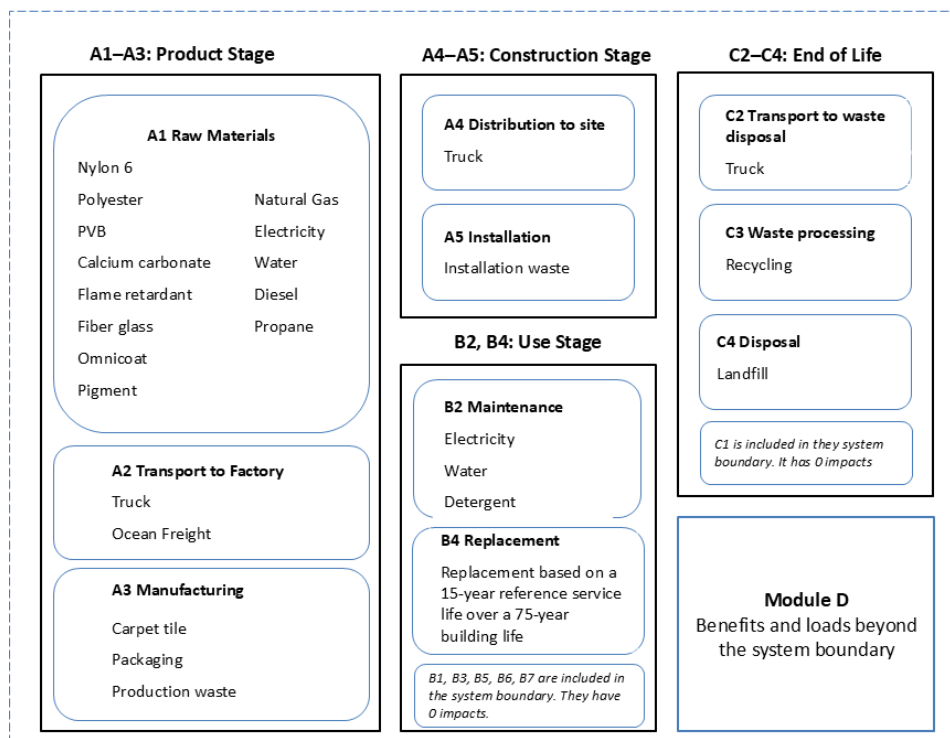 A1–A3: Product Stage
A1 Raw Materials
Nylon 6
Polyester
PVB
Calcium carbonate
Flame retardant
Fiber glass
Omnicoat
Pigment
Natural Gas
Electricity
Water
Diesel
Propane
A2 Transport to Factory
Truck
Ocean Freight
A3 Manufacturing
Carpet tile
Packaging
Production waste
A4–A5: Construction Stage
A4 Distribution to site
Truck
A5 Installation
Installation waste
B2, B4: Use Stage
B2 Maintenance
Electricity
Water
Detergent
B4 Replacement
Replacement based on a
15-year reference service
life over a 75-year
building life
B1, B3, B5, B6, B7 are included in
the system boundary. They have
0 impacts.
C2–C4: End of Life
C2 Transport to waste
disposal
Truck
C3 Waste processing
Recycling
C4 Disposal
Landfill
C1 is included in they system
boundary. It has 0 impacts
Module D
Benefits and loads beyond
the system boundary